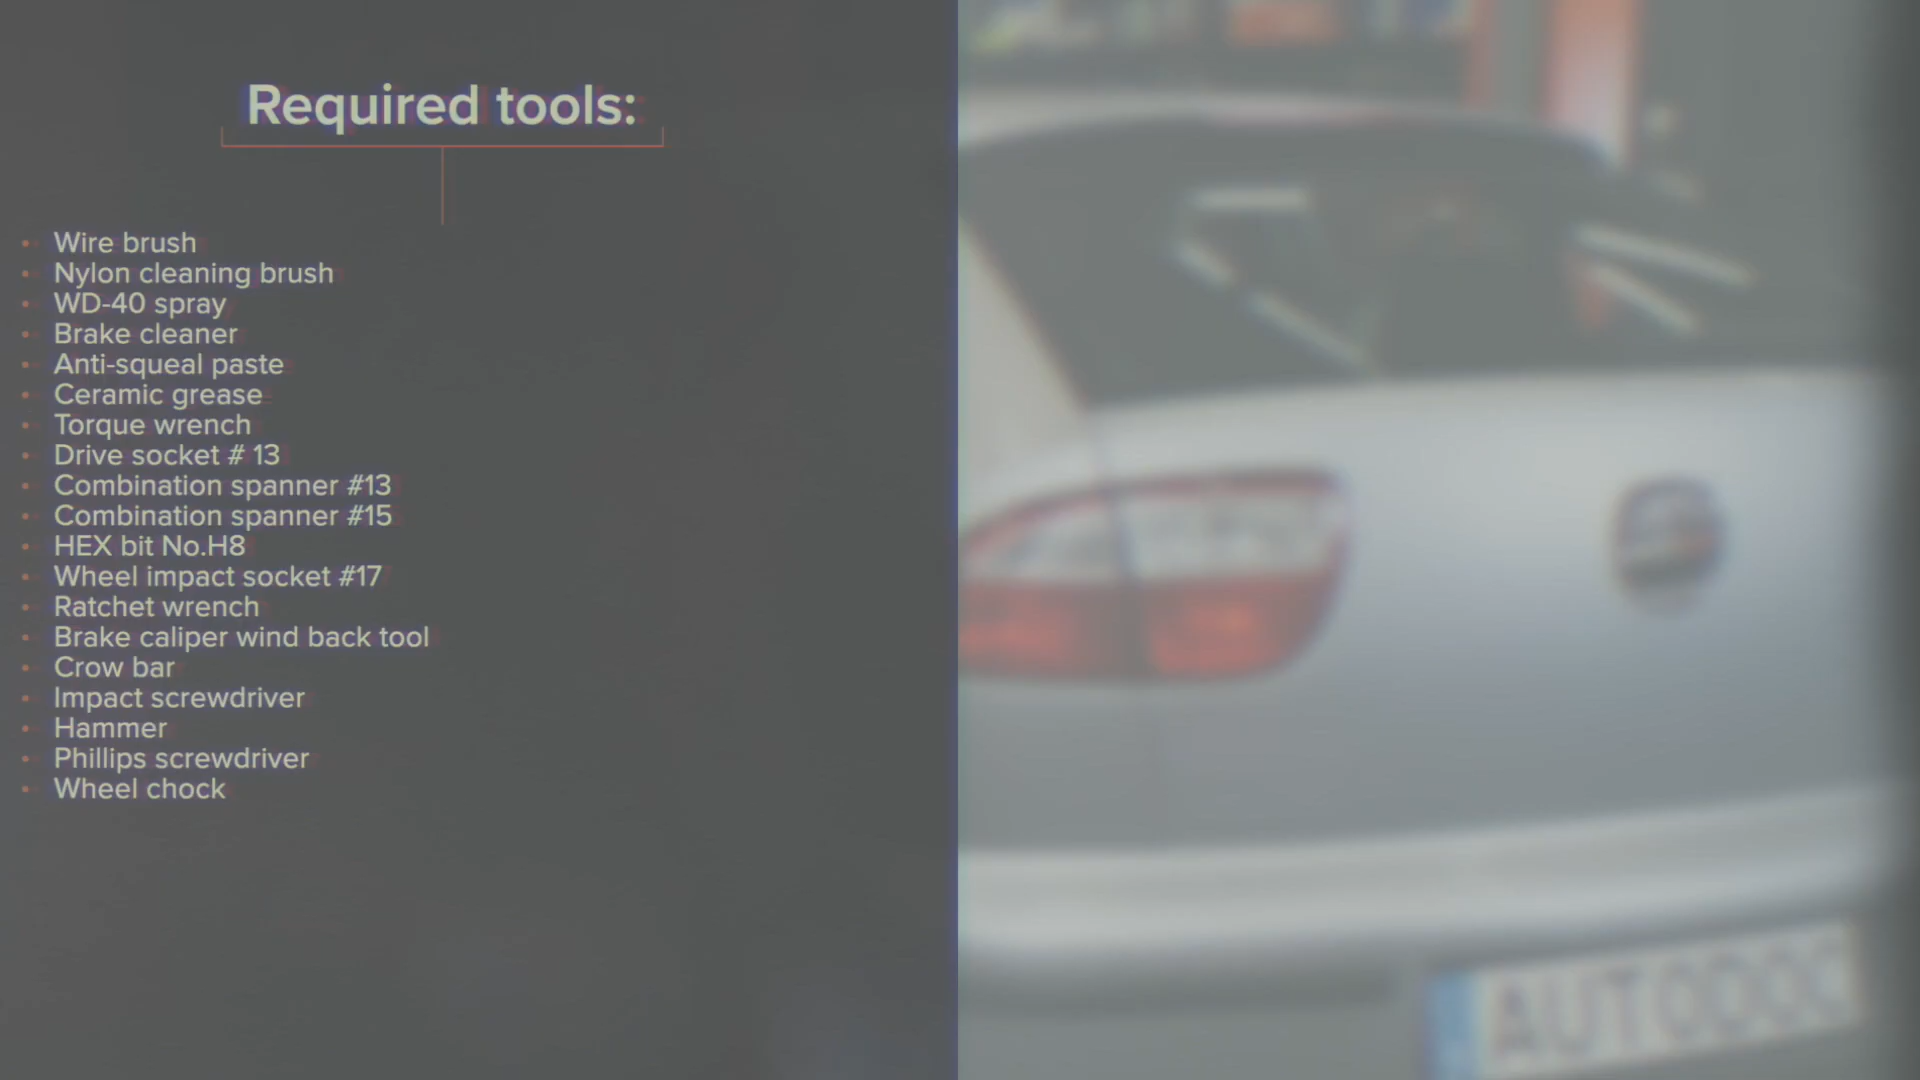 Required tools:
• Wire brush
• Nylon cleaning brush
• WD-40 spray
• Brake cleaner
• Anti-squeal paste
• Ceramic grease
• Torque wrench
• Drive socket # 13
• Combination spanner #13
• Combination spanner #15
• HEX bit No.H8
• Wheel impact socket #17
• Ratchet wrench
• Brake caliper wind back tool
• Crow bar
• Impact screwdriver
• Hammer
• Phillips screwdriver
• Wheel chock
AUTODOC